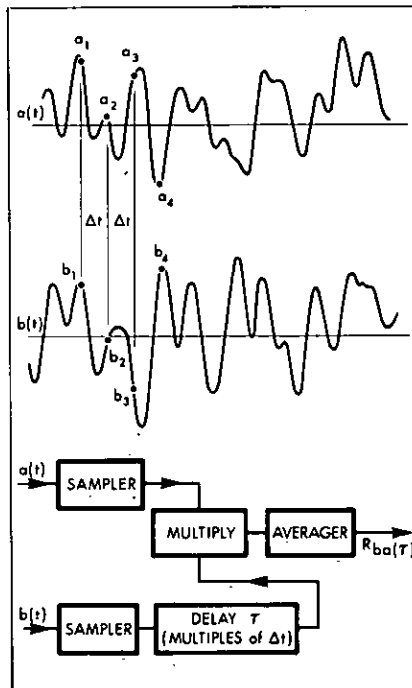 a₁
a₃
a₂
a(t)
a₄
Δt Δt
b₁
b₄
b(t)
b₂
b₃
a(t)
SAMPLER
MULTIPLY
AVERAGER
R_ba(τ)
b(t)
SAMPLER
DELAY τ
(MULTIPLES of Δt)